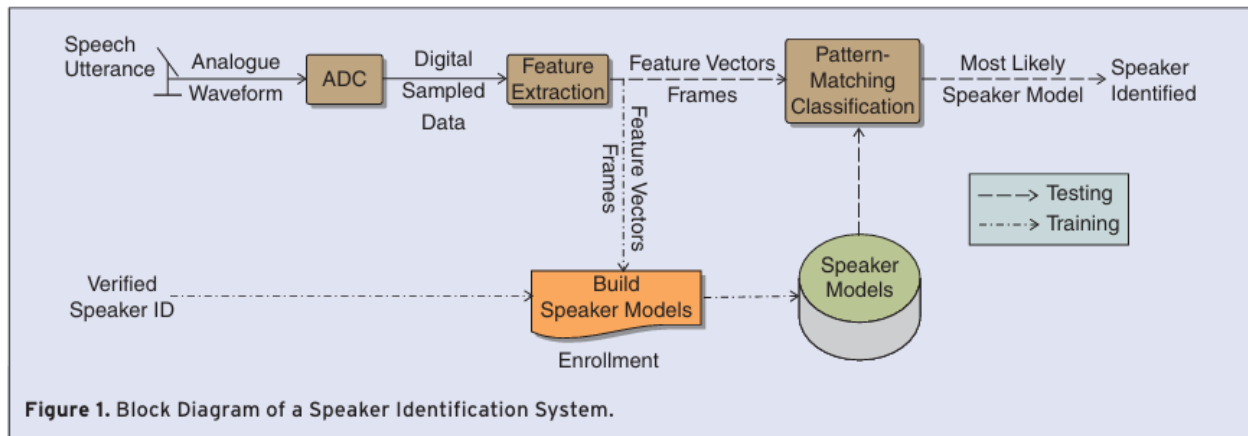 Speech
Utterance
Analogue
Waveform
ADC
Digital
Sampled
Data
Feature
Extraction
Feature Vectors
Frames
Pattern-
Matching
Classification
Most Likely
Speaker Model
Speaker
Identified
Feature Vectors
Frames
Testing
Training
Verified
Speaker ID
Build
Speaker Models
Enrollment
Speaker
Models
Figure 1. Block Diagram of a Speaker Identification System.